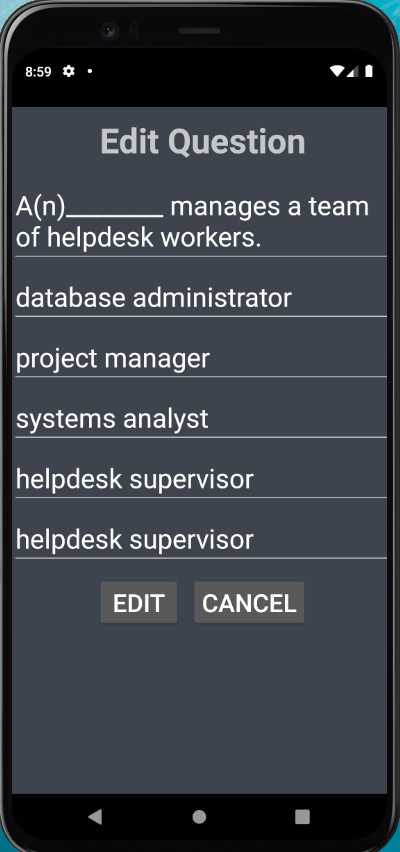 8:59
Edit Question
A(n)________ manages a team
of helpdesk workers.
database administrator
project manager
systems analyst
helpdesk supervisor
helpdesk supervisor
EDIT CANCEL